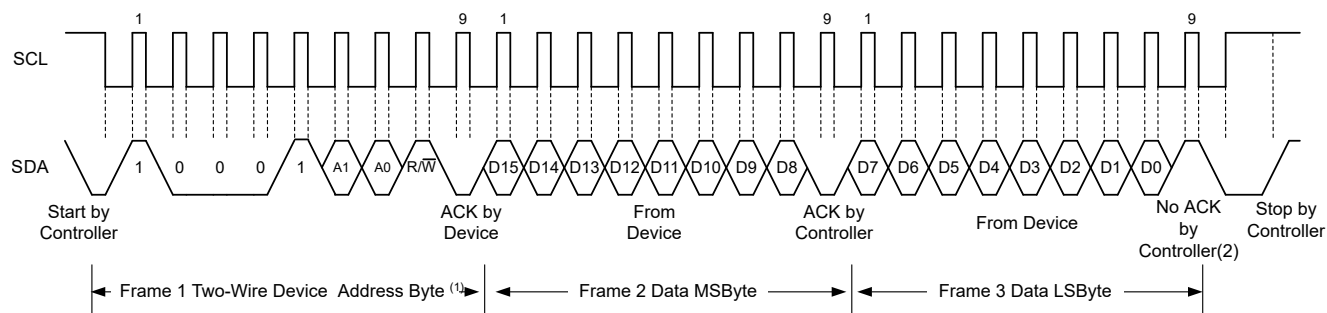 1 9 1 9 1 9
SCL
SDA
1 0 0 0 1 A1 A0 R/W̅ D15 D14 D13 D12 D11 D10 D9 D8 D7 D6 D5 D4 D3 D2 D1 D0
Start by
Controller
ACK by
Device
From
Device
ACK by
Controller
From Device
No ACK
by
Controller(2)
Stop by
Controller
Frame 1 Two-Wire Device Address Byte (1)
Frame 2 Data MSByte
Frame 3 Data LSByte